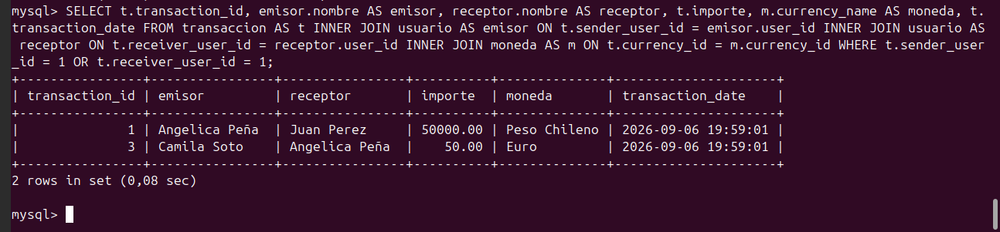 mysql> SELECT t.transaction_id, emisor.nombre AS emisor, receptor.nombre AS receptor, t.importe, m.currency_name AS moneda, t.
transaction_date FROM transaccion AS t INNER JOIN usuario AS emisor ON t.sender_user_id = emisor.user_id INNER JOIN usuario AS
 receptor ON t.receiver_user_id = receptor.user_id INNER JOIN moneda AS m ON t.currency_id = m.currency_id WHERE t.sender_user
_id = 1 OR t.receiver_user_id = 1;
+----------------+---------------+---------------+----------+--------------+---------------------+
| transaction_id | emisor        | receptor      | importe  | moneda       | transaction_date    |
+----------------+---------------+---------------+----------+--------------+---------------------+
|              1 | Angelica Peña | Juan Perez    | 50000.00 | Peso Chileno | 2026-09-06 19:59:01 |
|              3 | Camila Soto   | Angelica Peña |    50.00 | Euro         | 2026-09-06 19:59:01 |
+----------------+---------------+---------------+----------+--------------+---------------------+
2 rows in set (0,08 sec)
mysql>